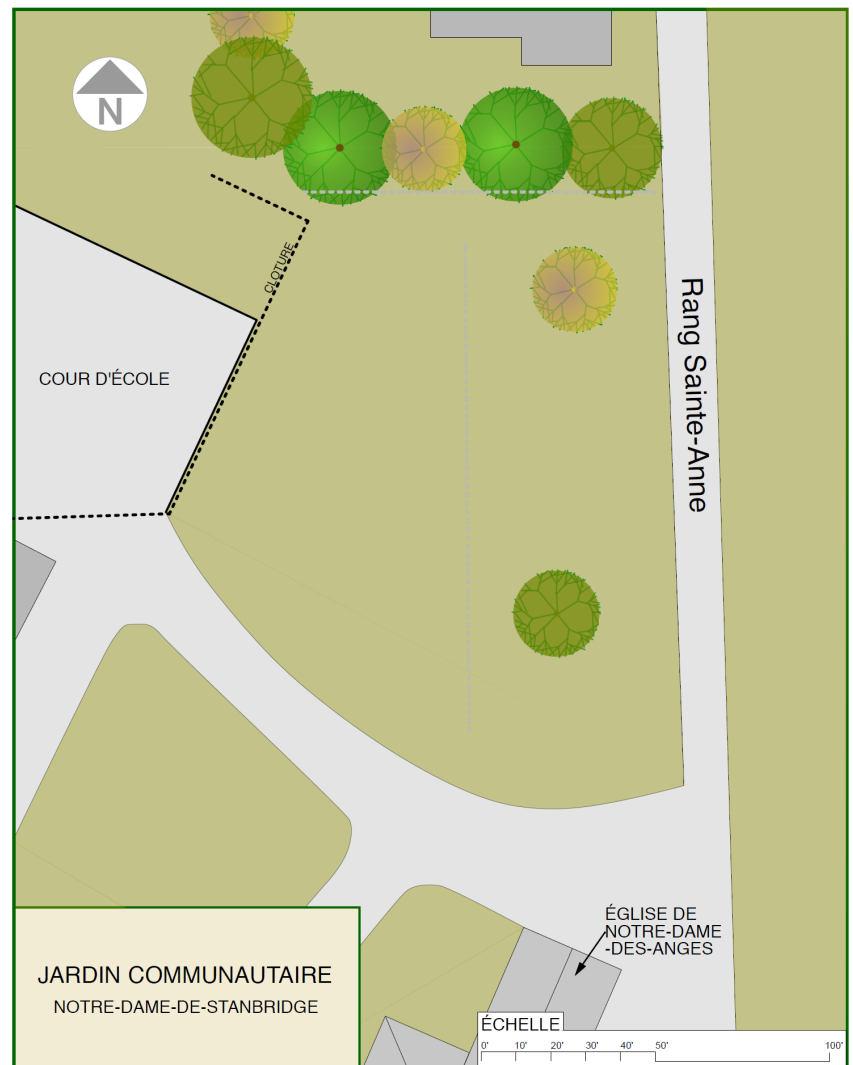 N
CLOTURE
Rang Sainte-Anne
COUR D'ÉCOLE
ÉGLISE DE
NOTRE-DAME
-DES-ANGES
JARDIN COMMUNAUTAIRE
NOTRE-DAME-DE-STANBRIDGE
ÉCHELLE
0' 10' 20' 30' 40' 50' 100'